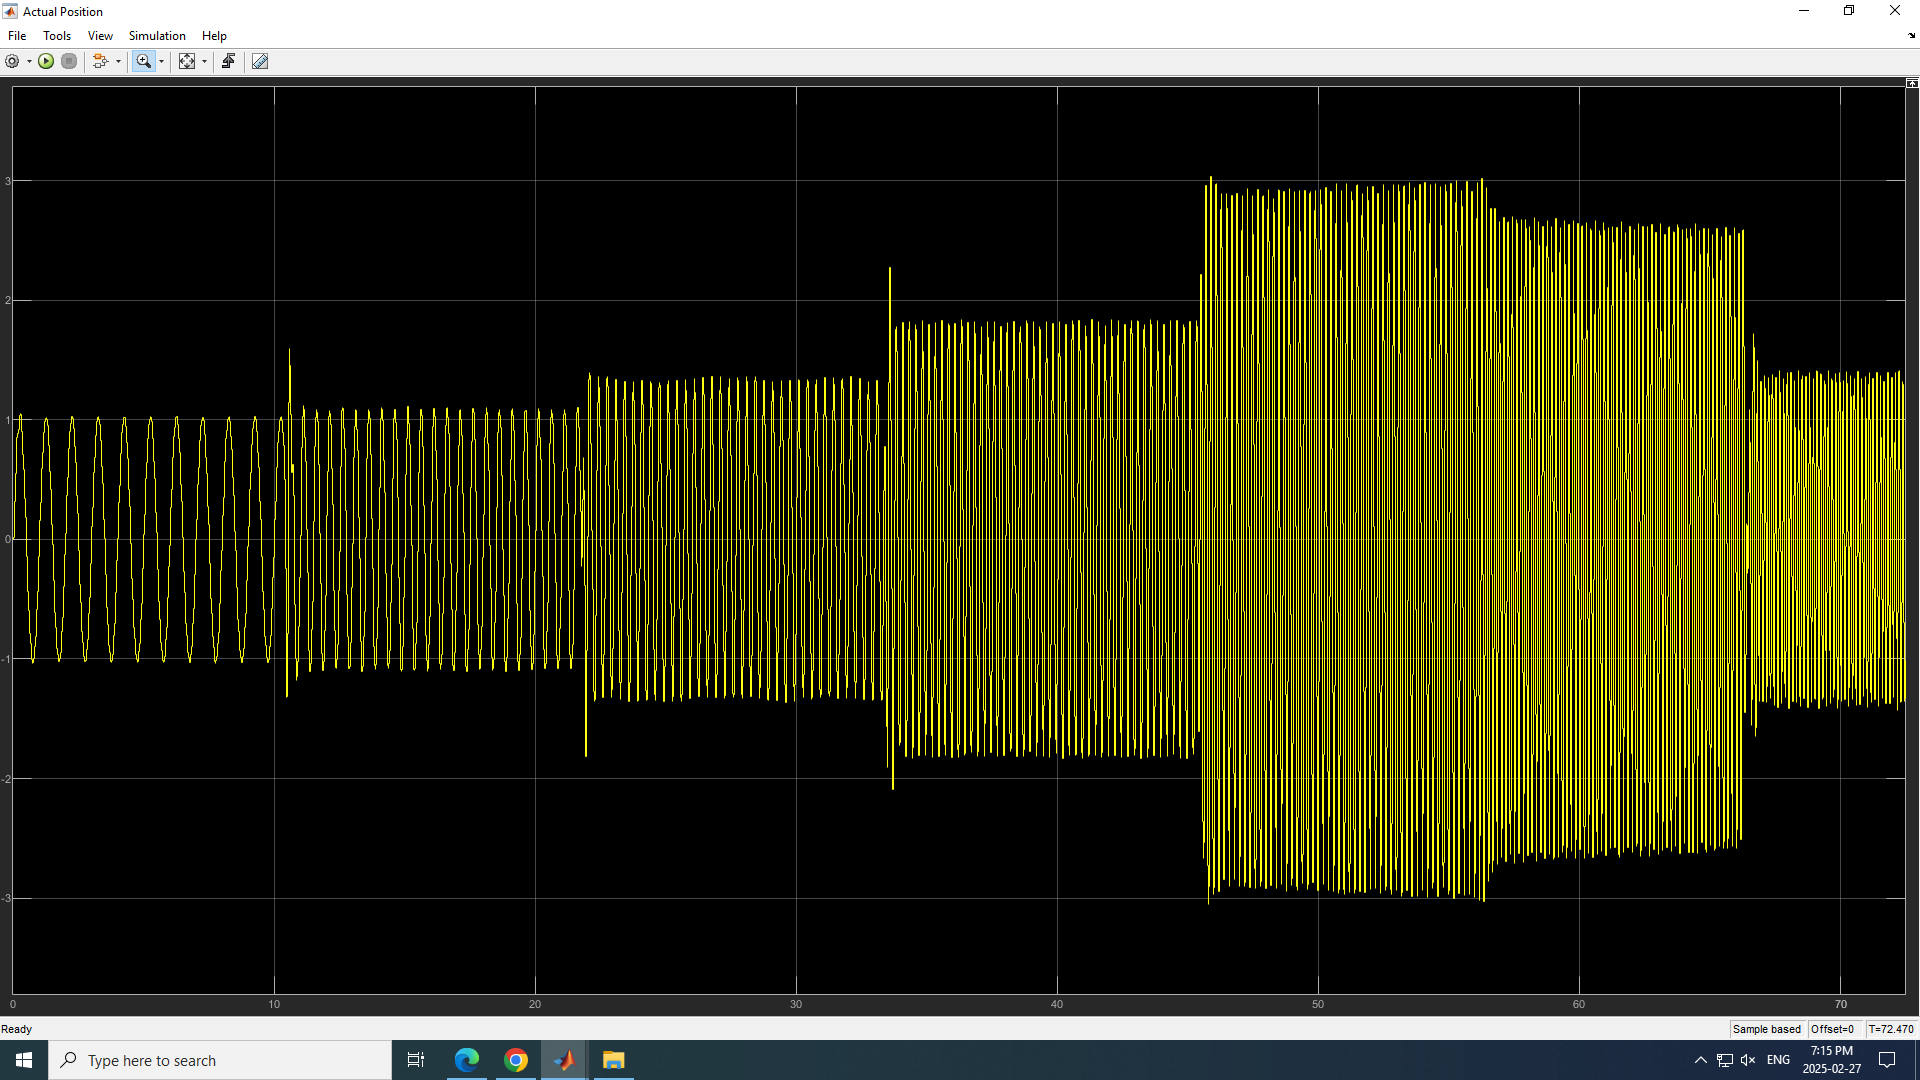 Actual Position
File Tools View Simulation Help
3
2
1
0
-1
-2
-3
0 10 20 30 40 50 60 70
Ready
Sample based Offset=0 T=72.470
Type here to search
ENG
7:15 PM
2025-02-27